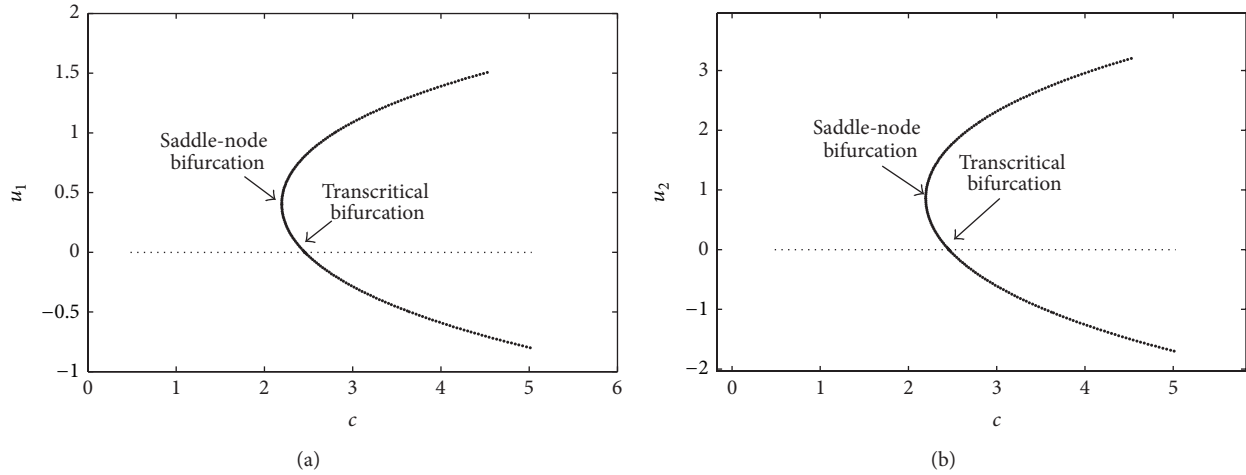 2
1.5
1
0.5
0
−0.5
−1
u1
Saddle-node
bifurcation
Transcritical
bifurcation
0 1 2 3 4 5 6
c
(a)
3
2
1
0
−1
−2
u2
Saddle-node
bifurcation
Transcritical
bifurcation
0 1 2 3 4 5
c
(b)